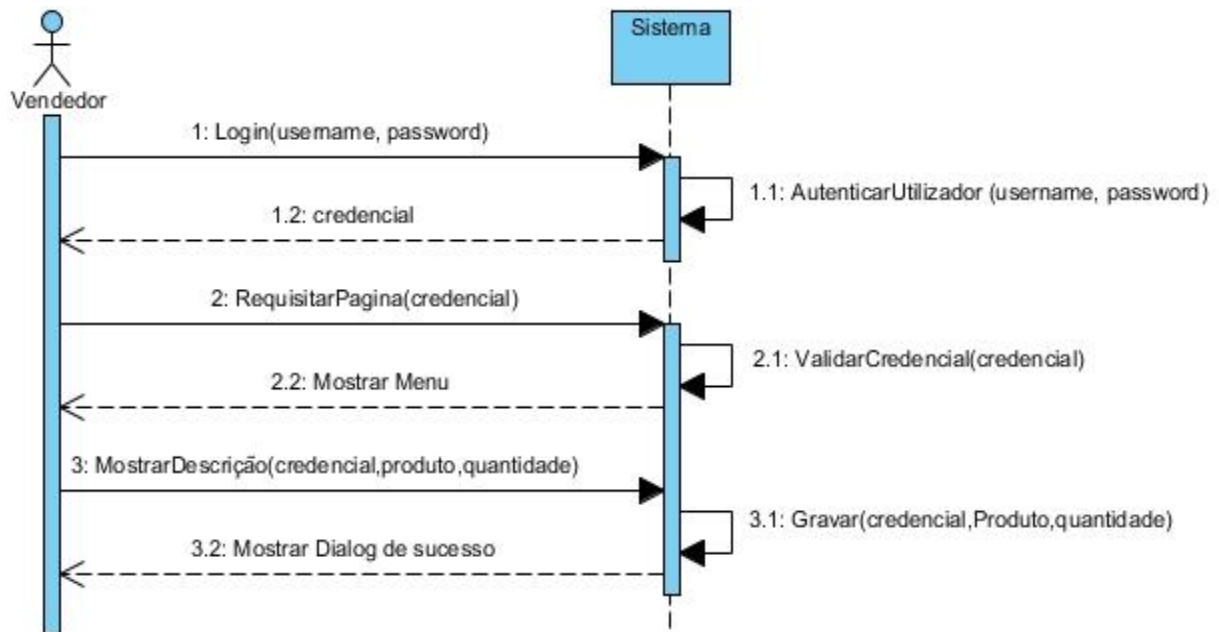 Sistema
Vendedor
1: Login(username, password)
1.1: AutenticarUtilizador (username, password)
1.2: credencial
2: RequisitarPagina(credencial)
2.1: ValidarCredencial(credencial)
2.2: Mostrar Menu
3: MostrarDescrição(credencial,produto,quantidade)
3.1: Gravar(credencial,Produto,quantidade)
3.2: Mostrar Dialog de sucesso